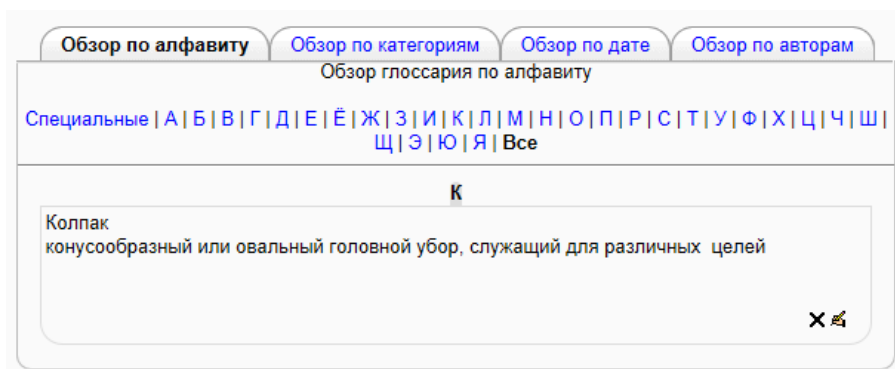 Обзор по алфавиту Обзор по категориям Обзор по дате Обзор по авторам
Обзор глоссария по алфавиту
Специальные | А | Б | В | Г | Д | Е | Ё | Ж | З | И | К | Л | М | Н | О | П | Р | С | Т | У | Ф | Х | Ц | Ч | Ш |
Щ | Э | Ю | Я | Все
К
Колпак
конусообразный или овальный головной убор, служащий для различных целей